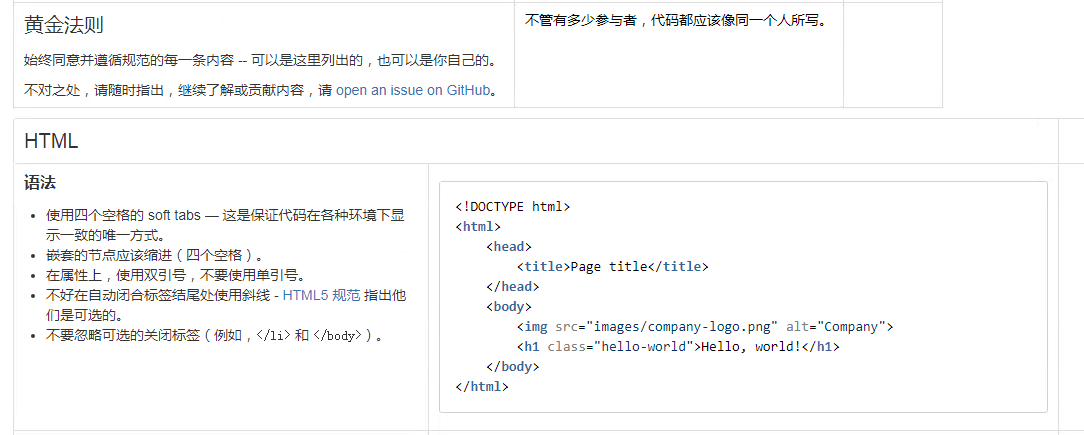 黄金法则
不管有多少参与者，代码都应该像同一个人所写。
始终同意并遵循规范的每一条内容 -- 可以是这里列出的，也可以是你自己的。
不对之处，请随时指出，继续了解或贡献内容，请 open an issue on GitHub。
HTML
语法
• 使用四个空格的 soft tabs — 这是保证代码在各种环境下显
示一致的唯一方式。
• 嵌套的节点应该缩进（四个空格）。
• 在属性上，使用双引号，不要使用单引号。
• 不好在自动闭合标签结尾处使用斜线 - HTML5 规范 指出他
们是可选的。
• 不要忽略可选的关闭标签（例如，</li> 和 </body>）。
<!DOCTYPE html>
<html>
    <head>
        <title>Page title</title>
    </head>
    <body>
        <img src="images/company-logo.png" alt="Company">
        <h1 class="hello-world">Hello, world!</h1>
    </body>
</html>